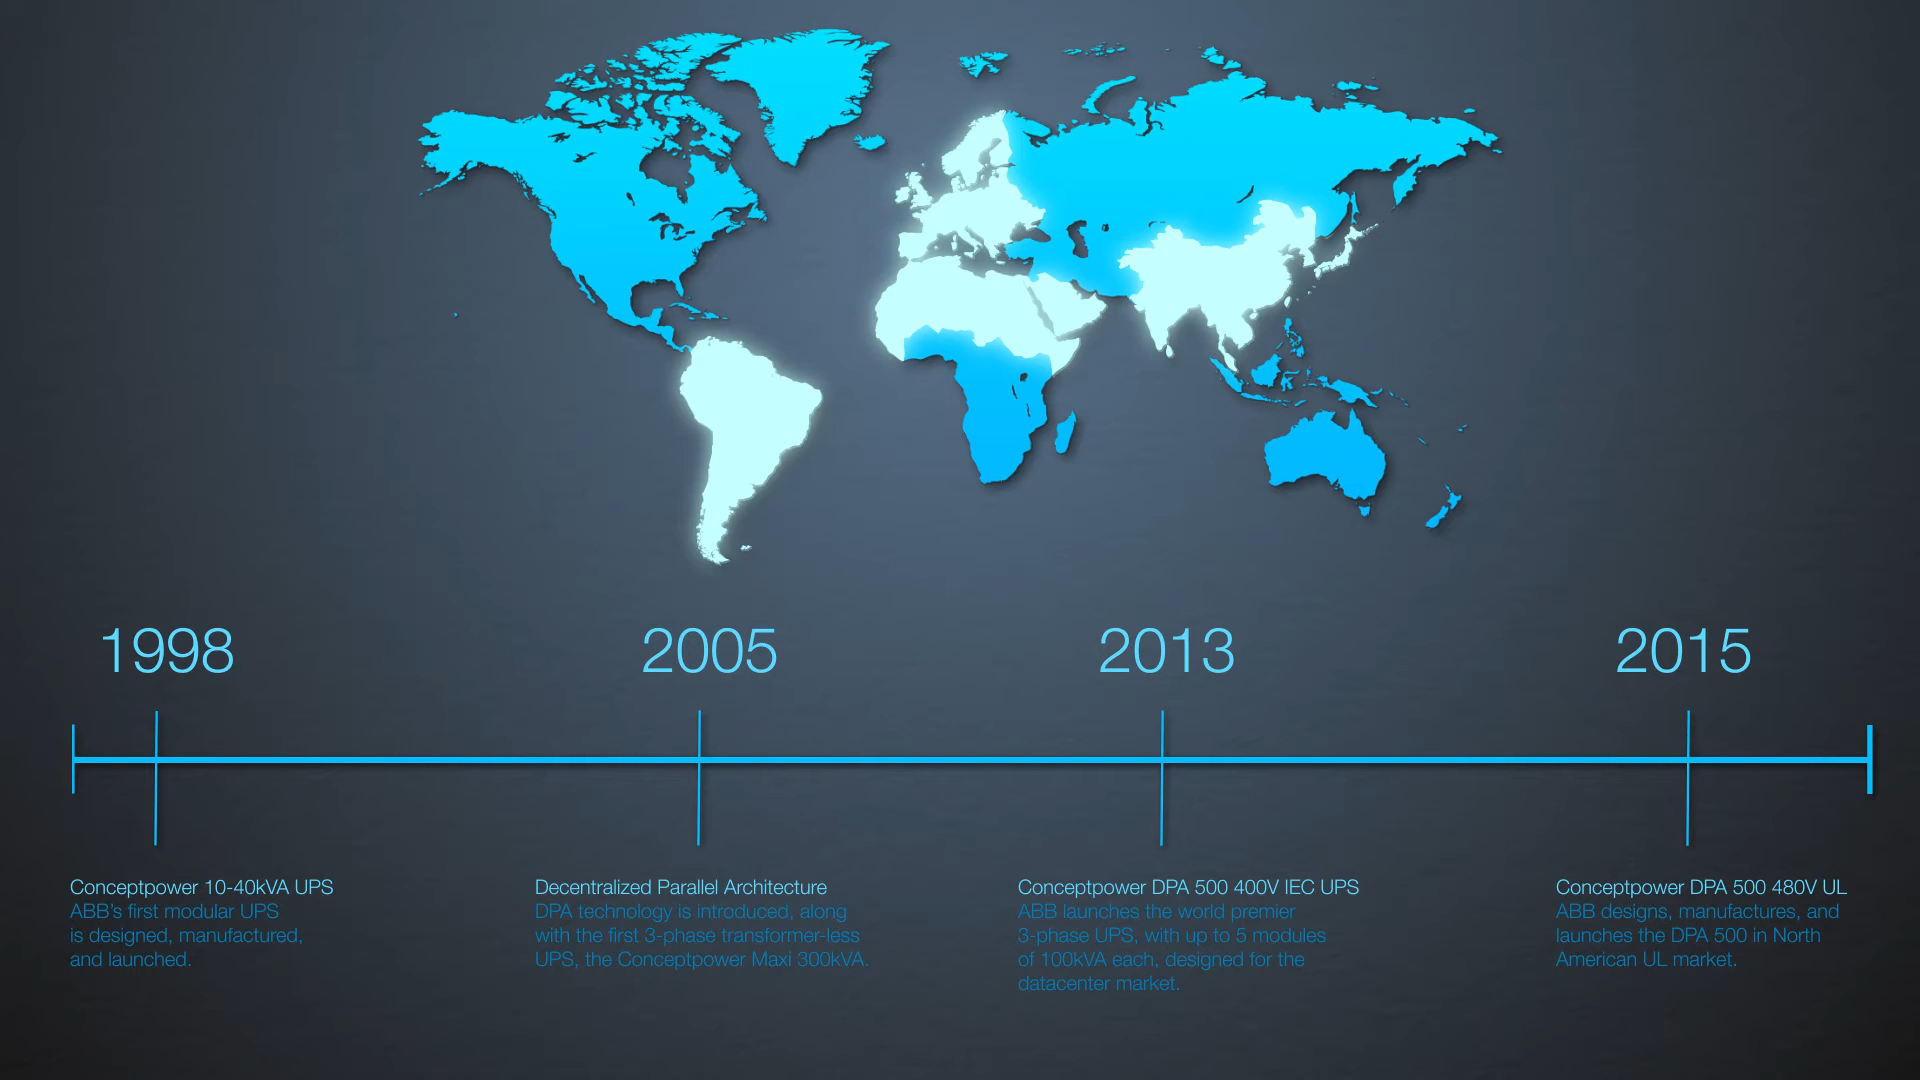 1998
2005
2013
2015
Conceptpower 10-40kVA UPS
ABB's first modular UPS
is designed, manufactured,
and launched.
Decentralized Parallel Architecture
DPA technology is introduced, along
with the first 3-phase transformer-less
UPS, the Conceptpower Maxi 300kVA.
Conceptpower DPA 500 400V IEC UPS
ABB launches the world premier
3-phase UPS, with up to 5 modules
of 100kVA each, designed for the
datacenter market.
Conceptpower DPA 500 480V UL
ABB designs, manufactures, and
launches the DPA 500 in North
American UL market.